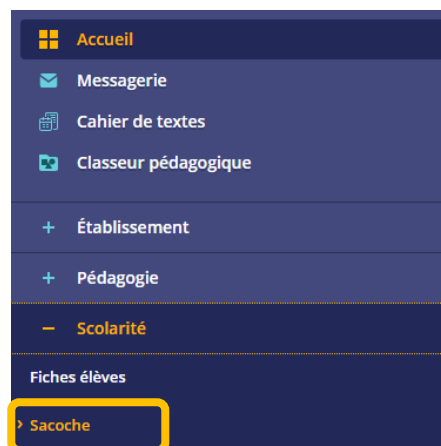 Accueil
Messagerie
Cahier de textes
Classeur pédagogique
+ Établissement
+ Pédagogie
− Scolarité
Fiches élèves
› Sacoche